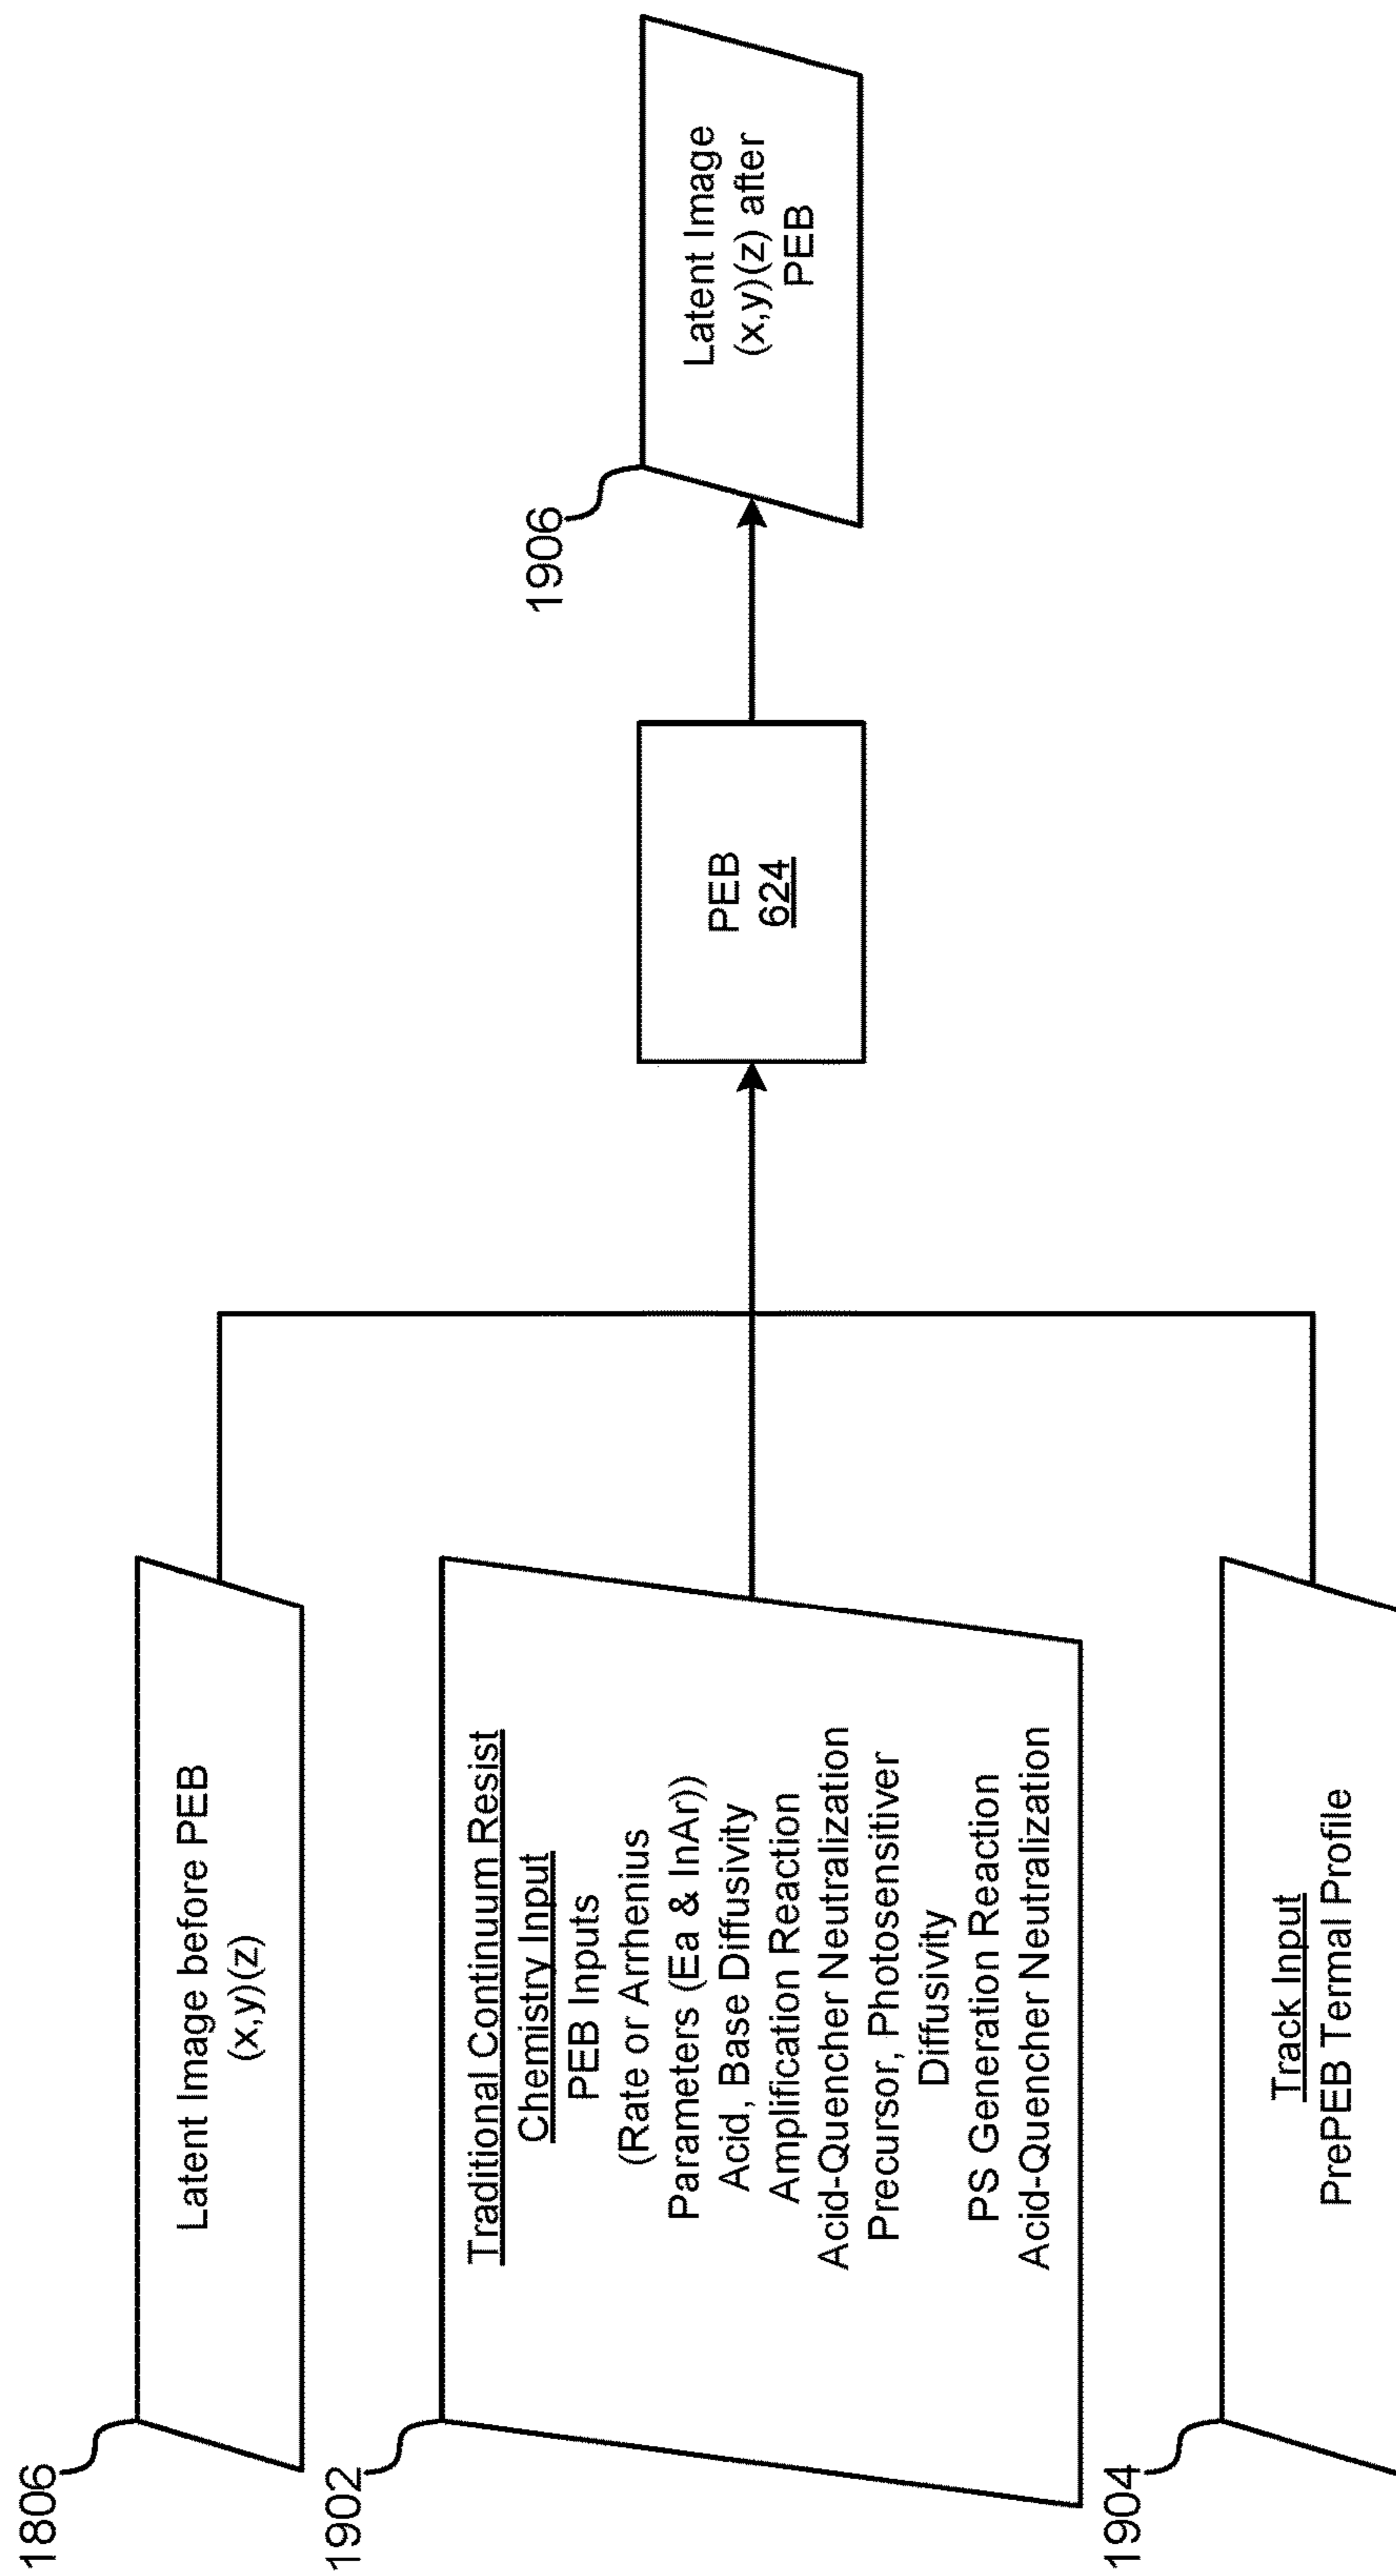 1806
Latent Image before PEB
(x,y)(z)
1902
Traditional Continuum Resist
Chemistry Input
PEB Inputs
(Rate or Arrhenius
Parameters (Ea & lnAr))
Acid, Base Diffusivity
Amplification Reaction
Acid-Quencher Neutralization
Precursor, Photosensitiver
Diffusivity
PS Generation Reaction
Acid-Quencher Neutralization
1904
Track Input
PrePEB Termal Profile
PEB
624
1906
Latent Image
(x,y)(z) after
PEB